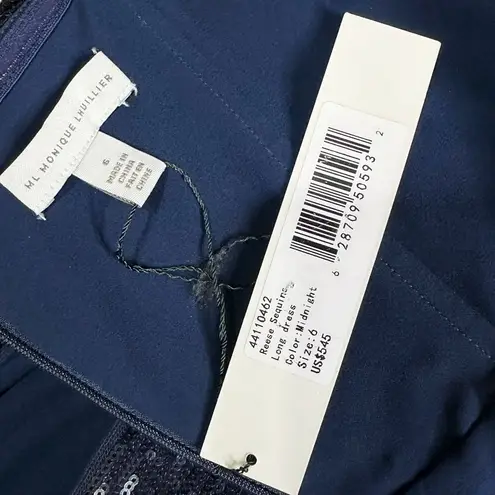 ML MONIQUE LHUILLIER
6
MADE IN
CHINA
FAIT EN
CHINE
6 28709 50593 2
44110462
Reese Sequins
Long dress
Color:Midnight
Size:6
US$545